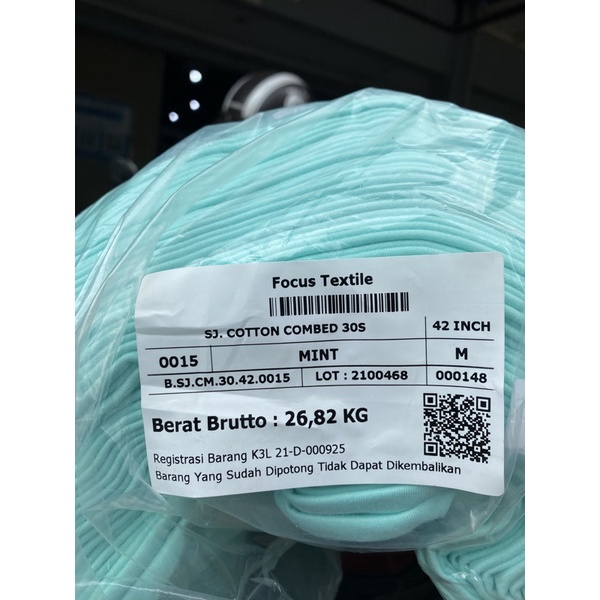 Focus Textile
SJ. COTTON COMBED 30S 42 INCH
0015 MINT M
B.SJ.CM.30.42.0015 LOT : 2100468 000148
Berat Brutto : 26,82 KG
Registrasi Barang K3L 21-D-000925
Barang Yang Sudah Dipotong Tidak Dapat Dikembalikan